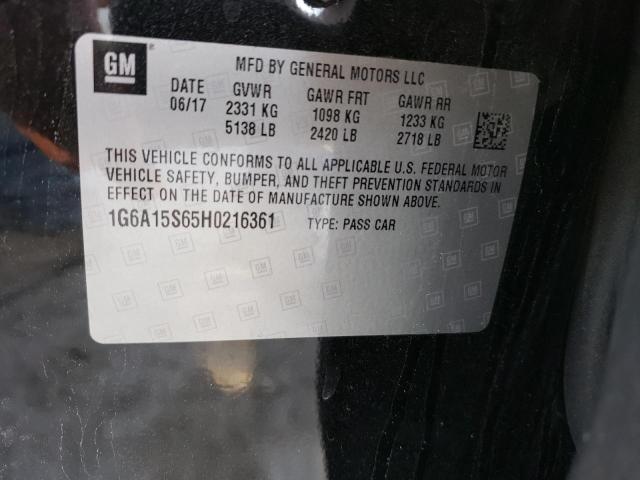 GM
MFD BY GENERAL MOTORS LLC
DATE GVWR GAWR FRT GAWR RR
06/17 2331 KG 1098 KG 1233 KG
5138 LB 2420 LB 2718 LB
THIS VEHICLE CONFORMS TO ALL APPLICABLE U.S. FEDERAL MOTOR
VEHICLE SAFETY, BUMPER, AND THEFT PREVENTION STANDARDS IN
EFFECT ON THE DATE OF MANUFACTURE SHOWN ABOVE.
1G6A15S65H0216361 TYPE: PASS CAR